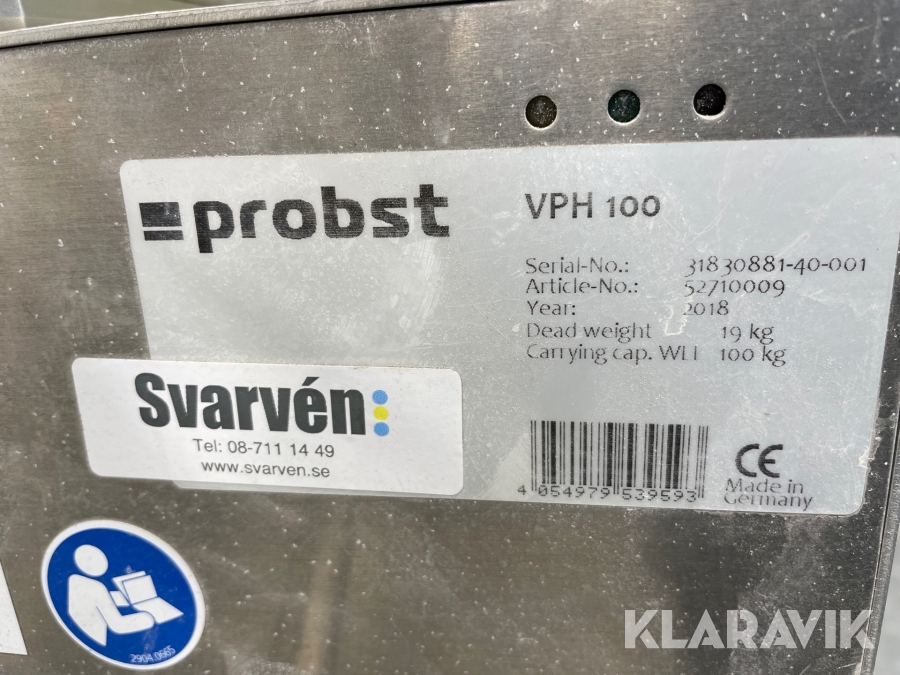 probst
VPH 100
Serial-No.: 31830881-40-001
Article-No.: 52710009
Year: 2018
Dead weight 19 kg
Carrying cap. WLL 100 kg
Svarvén:
Tel: 08-711 14 49
www.svarven.se
4 054979 539593
CE
Made in
Germany
2904.0665
KLARAVIK